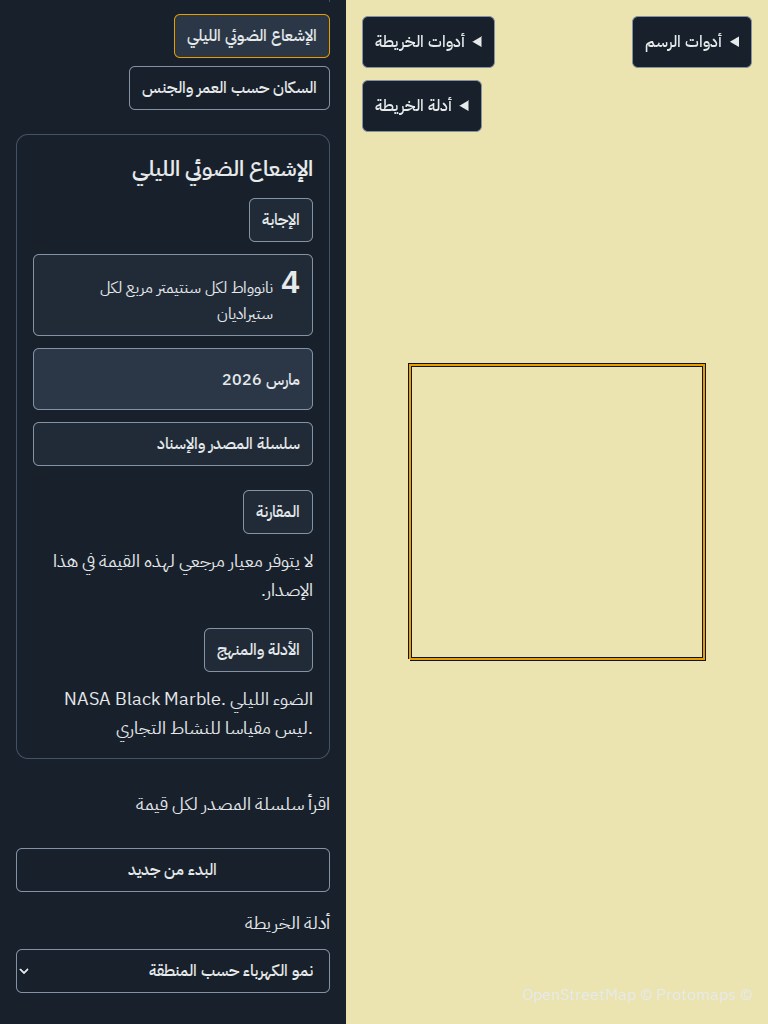 الإشعاع الضوئي الليلي
السكان حسب العمر والجنس
الإشعاع الضوئي الليلي
الإجابة
4 نانوواط لكل سنتيمتر مربع لكل
ستيراديان
مارس 2026
سلسلة المصدر والإسناد
المقارنة
لا يتوفر معيار مرجعي لهذه القيمة في هذا
الإصدار.
الأدلة والمنهج
NASA Black Marble. الضوء الليلي
ليس مقياسا للنشاط التجاري.
اقرأ سلسلة المصدر لكل قيمة
البدء من جديد
أدلة الخريطة
نمو الكهرباء حسب المنطقة
أدوات الرسم
أدوات الخريطة
أدلة الخريطة
© OpenStreetMap © Protomaps